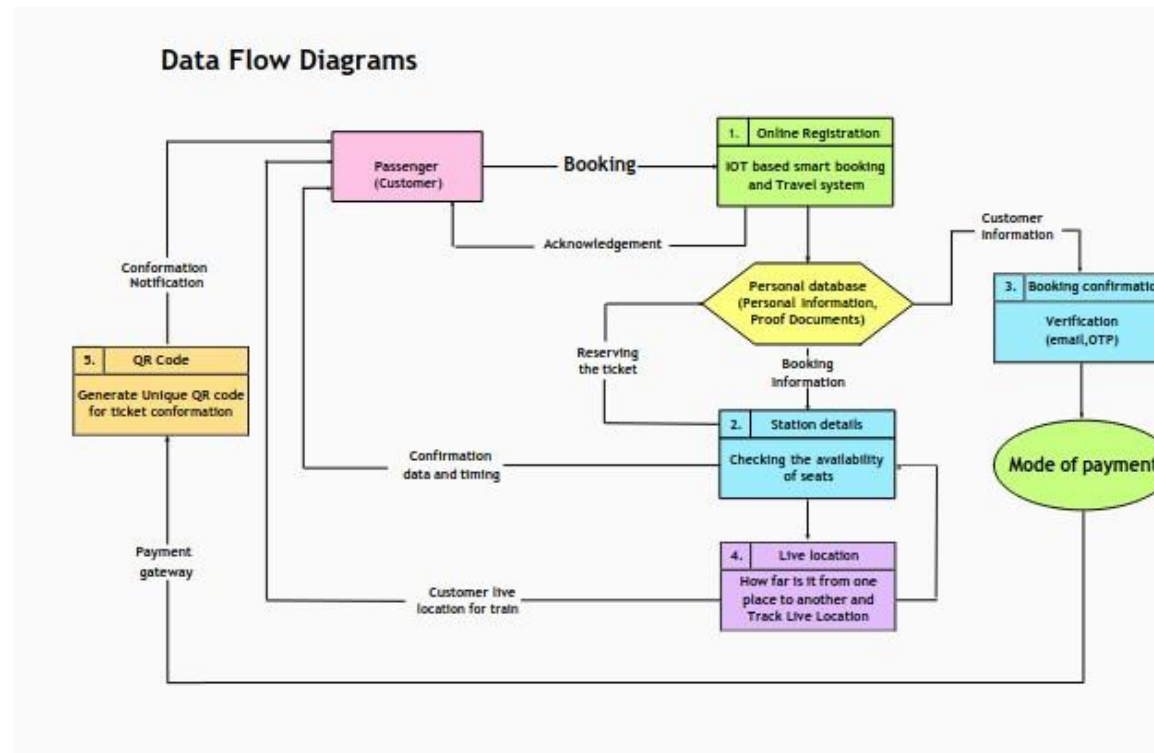 Data Flow Diagrams
Passenger
(Customer)
Booking
1. Online Registration
IOT based smart booking
and Travel system
Acknowledgement
Customer
Information
Conformation
Notification
Personal database
(Personal Information,
Proof Documents)
3. Booking confirmatio
Verification
(email,OTP)
Reserving
the ticket
Booking
Information
5. QR Code
Generate Unique QR code
for ticket conformation
2. Station details
Checking the availability
of seats
Confirmation
data and timing
Mode of payment
4. Live location
How far is it from one
place to another and
Track Live Location
Payment
gateway
Customer live
location for train